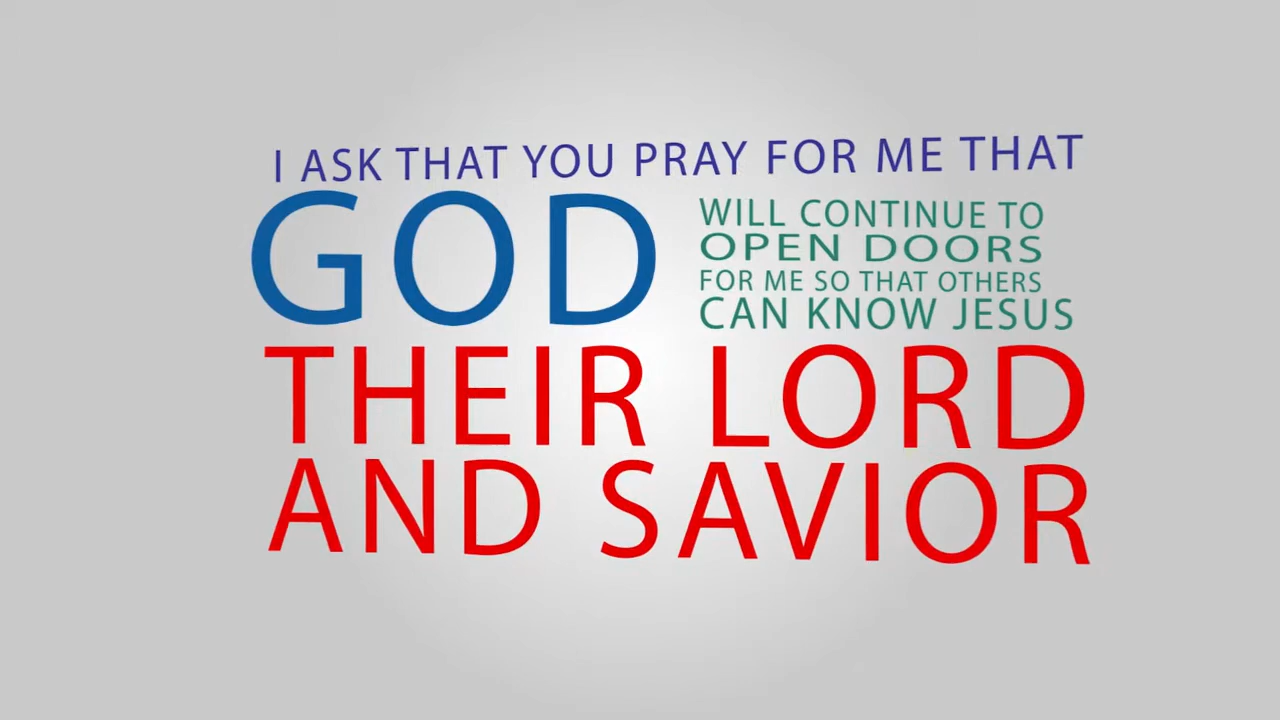 I ASK THAT YOU PRAY FOR ME THAT
GOD
WILL CONTINUE TO
OPEN DOORS
FOR ME SO THAT OTHERS
CAN KNOW JESUS
THEIR LORD
AND SAVIOR